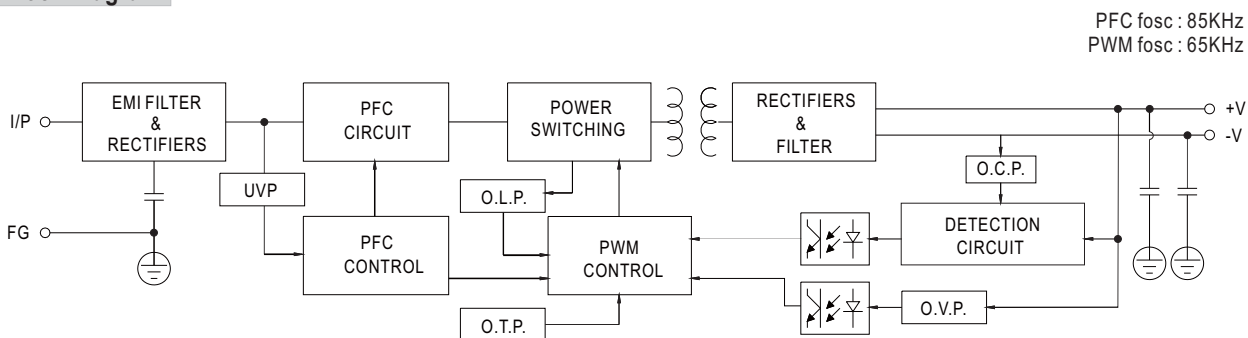 PFC fosc : 85KHz
PWM fosc : 65KHz
I/P
EMI FILTER
&
RECTIFIERS
PFC
CIRCUIT
POWER
SWITCHING
RECTIFIERS
&
FILTER
+V
-V
UVP
O.L.P.
O.C.P.
FG
PFC
CONTROL
PWM
CONTROL
DETECTION
CIRCUIT
O.T.P.
O.V.P.